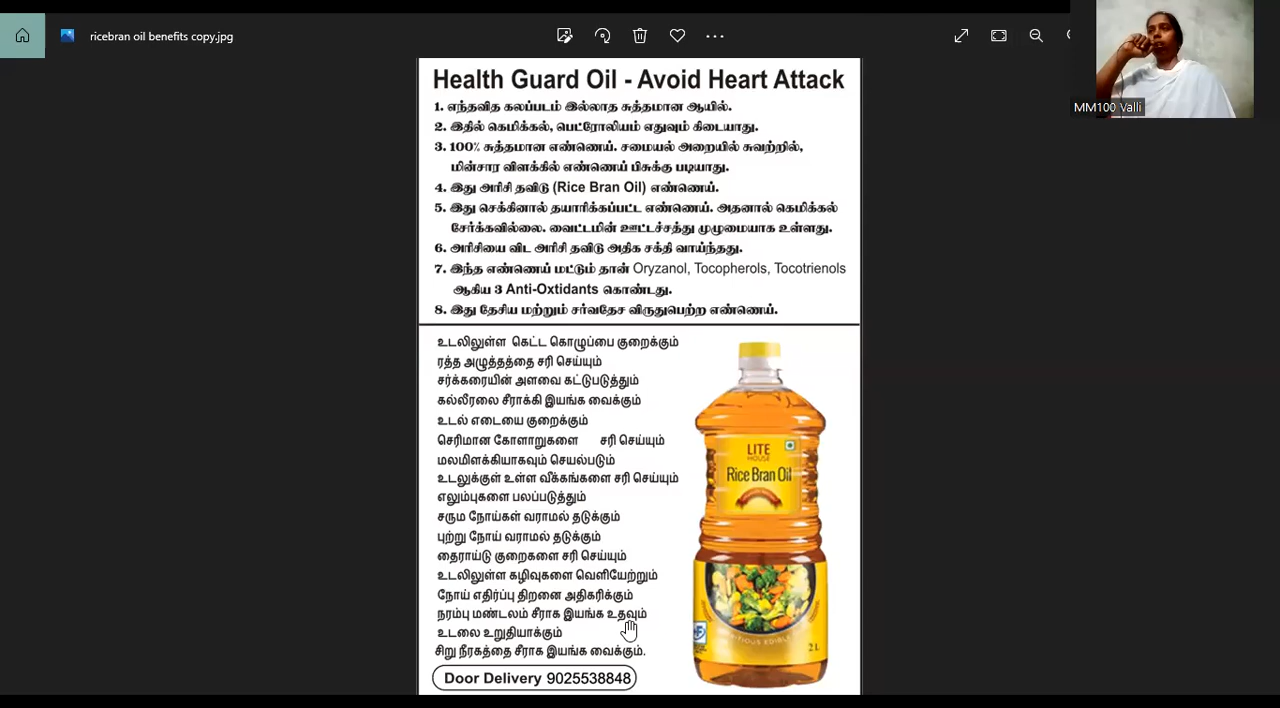 ricebran oil benefits copy.jpg
MM100 Valli
Health Guard Oil - Avoid Heart Attack
1. எந்தவித கலப்படம் இல்லாத சுத்தமான ஆயில்.
2. இதில் கெமிக்கல், பெட்ரோலியம் எதுவும் கிடையாது.
3. 100% சுத்தமான எண்ணெய். சமையல் அறையில் சுவற்றில்,
மின்சார விளக்கில் எண்ணெய் பிசுக்கு படியாது.
4. இது அரிசி தவிடு (Rice Bran Oil) எண்ணெய்.
5. இது செக்கினால் தயாரிக்கப்பட்ட எண்ணெய். அதனால் கெமிக்கல்
சேர்க்கவில்லை. வைட்டமின் ஊட்டச்சத்து முழுமையாக உள்ளது.
6. அரிசியை விட அரிசி தவிடு அதிக சக்தி வாய்ந்தது.
7. இந்த எண்ணெய் மட்டும் தான் Oryzanol, Tocopherols, Tocotrienols
ஆகிய 3 Anti-Oxtidants கொண்டது.
8. இது தேசிய மற்றும் சர்வதேச விருதுபெற்ற எண்ணெய்.
உடலிலுள்ள கெட்ட கொழுப்பை குறைக்கும்
ரத்த அழுத்தத்தை சரி செய்யும்
சர்க்கரையின் அளவை கட்டுபடுத்தும்
கல்லீரலை சீராக்கி இயங்க வைக்கும்
உடல் எடையை குறைக்கும்
செரிமான கோளாறுகளை சரி செய்யும்
மலமிளக்கியாகவும் செயல்படும்
உடலுக்குள் உள்ள வீக்கங்களை சரி செய்யும்
எலும்புகளை பலப்படுத்தும்
சரும நோய்கள் வராமல் தடுக்கும்
புற்று நோய் வராமல் தடுக்கும்
தைராய்டு குறைகளை சரி செய்யும்
உடலிலுள்ள கழிவுகளை வெளியேற்றும்
நோய் எதிர்ப்பு திறனை அதிகரிக்கும்
நரம்பு மண்டலம் சீராக இயங்க உதவும்
உடலை உறுதியாக்கும்
சிறு நீரகத்தை சீராக இயங்க வைக்கும்.
Door Delivery 9025538848
LITE
HOUSE
Rice Bran Oil
2 L